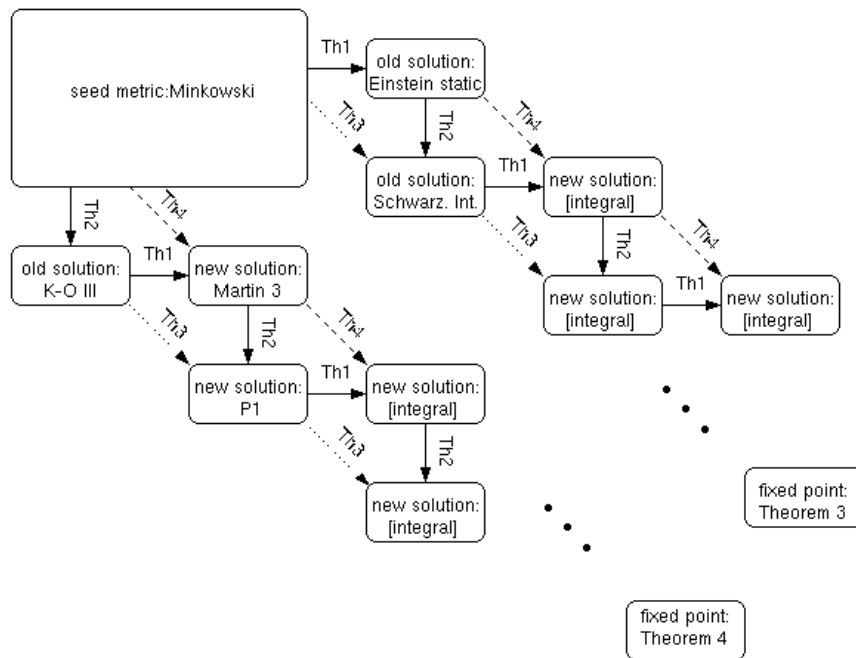 Th1
old solution:
Einstein static
seed metric:Minkowski
Th3
Th2
Th4
old solution:
Schwarz. Int.
Th1
new solution:
[integral]
Th2
Th4
Th3
Th2
Th4
old solution:
K-O III
Th1
new solution:
Martin 3
new solution:
[integral]
Th1
new solution:
[integral]
Th3
Th2
Th4
new solution:
P1
Th1
new solution:
[integral]
Th3
Th2
new solution:
[integral]
fixed point:
Theorem 3
fixed point:
Theorem 4